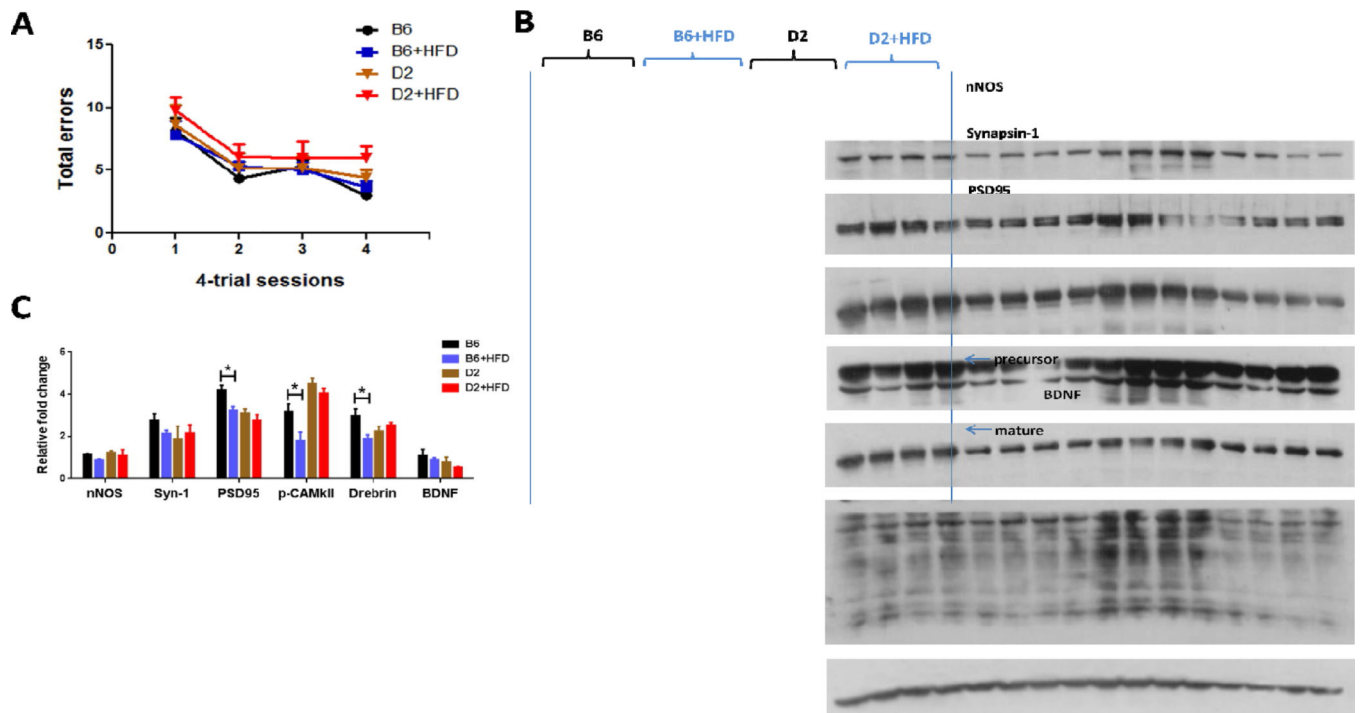 A
B6
B6+HFD
D2
D2+HFD
15
10
5
0
Total errors
0 1 2 3 4
4-trial sessions
B
B6 B6+HFD D2 D2+HFD
nNOS
Synapsin-1
PSD95
precursor
BDNF
mature
C
B6
B6+HFD
D2
D2+HFD
6
4
2
0
Relative fold change
* * *
nNOS Syn-1 PSD95 p-CAMkII Drebrin BDNF